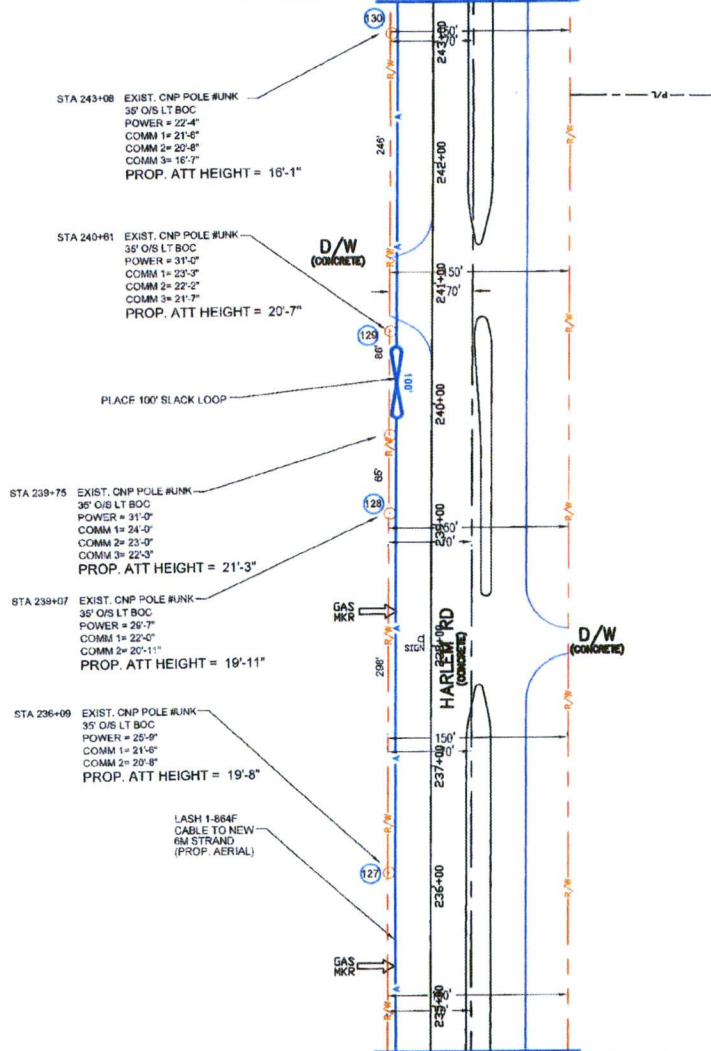 STA 243+08 EXIST. CNP POLE #UNK
35' O/S LT BOC
POWER = 22'-4"
COMM 1= 21'-6"
COMM 2= 20'-8"
COMM 3= 16'-7"
PROP. ATT HEIGHT = 16'-1"
STA 240+61 EXIST. CNP POLE #UNK
35' O/S LT BOC
POWER = 31'-0"
COMM 1= 23'-3"
COMM 2= 22'-2"
COMM 3= 21'-7"
PROP. ATT HEIGHT = 20'-7"
PLACE 100' SLACK LOOP
STA 239+75 EXIST. CNP POLE #UNK
35' O/S LT BOC
POWER = 31'-0"
COMM 1= 24'-0"
COMM 2= 23'-0"
COMM 3= 22'-3"
PROP. ATT HEIGHT = 21'-3"
STA 239+07 EXIST. CNP POLE #UNK
35' O/S LT BOC
POWER = 29'-7"
COMM 1= 22'-0"
COMM 2= 20'-11"
PROP. ATT HEIGHT = 19'-11"
STA 236+09 EXIST. CNP POLE #UNK
35' O/S LT BOC
POWER = 25'-9"
COMM 1= 21'-6"
COMM 2= 20'-8"
PROP. ATT HEIGHT = 19'-8"
LASH 1-864F
CABLE TO NEW
6M STRAND
(PROP. AERIAL)
130
129
128
127
246'
86'
100'
298'
D/W
(CONCRETE)
GAS
MKR
GAS
MKR
R/W
R/W
R/W
R/W
R/W
R/W
A
A
A
A
A
243+00
242+00
241+00
240+00
239+00
237+00
236+00
235+00
70'
150'
HARLEM RD
(CONCRETE)
D/W
(CONCRETE)
P/L
R/W
R/W
R/W
R/W